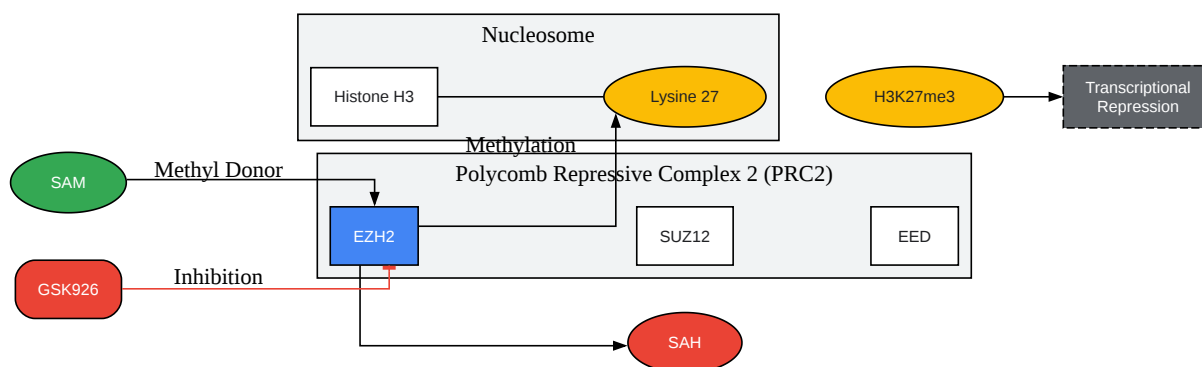 Nucleosome
Histone H3
Lysine 27
H3K27me3
Transcriptional
Repression
Methylation
SAM
Methyl Donor
Polycomb Repressive Complex 2 (PRC2)
EZH2
SUZ12
EED
GSK926
Inhibition
SAH